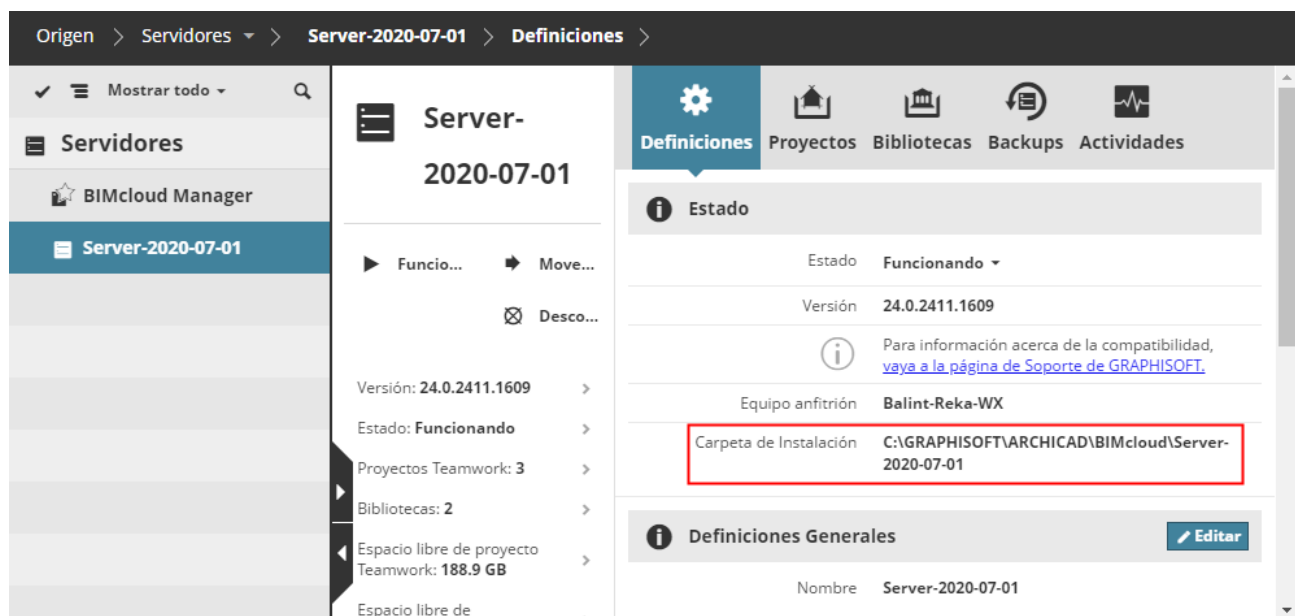 Origen > Servidores > Server-2020-07-01 > Definiciones >
Mostrar todo
Servidores
BIMcloud Manager
Server-2020-07-01
Server-
2020-07-01
Funcio...
Move...
Desco...
Versión: 24.0.2411.1609
Estado: Funcionando
Proyectos Teamwork: 3
Bibliotecas: 2
Espacio libre de proyecto
Teamwork: 188.9 GB
Espacio libre de
Definiciones Proyectos Bibliotecas Backups Actividades
Estado
Estado Funcionando
Versión 24.0.2411.1609
Para información acerca de la compatibilidad,
vaya a la página de Soporte de GRAPHISOFT.
Equipo anfitrión Balint-Reka-WX
Carpeta de Instalación C:\GRAPHISOFT\ARCHICAD\BIMcloud\Server-
2020-07-01
Definiciones Generales Editar
Nombre Server-2020-07-01